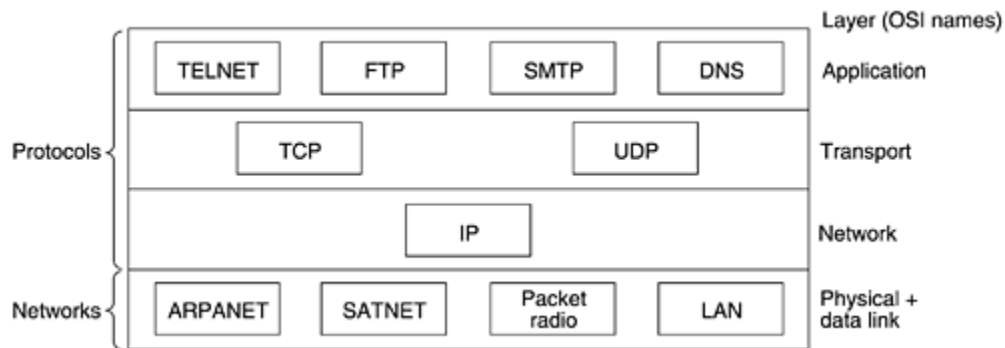 Layer (OSI names)
TELNET FTP SMTP DNS Application
Protocols TCP UDP Transport
IP Network
Networks ARPANET SATNET Packet radio LAN Physical + data link